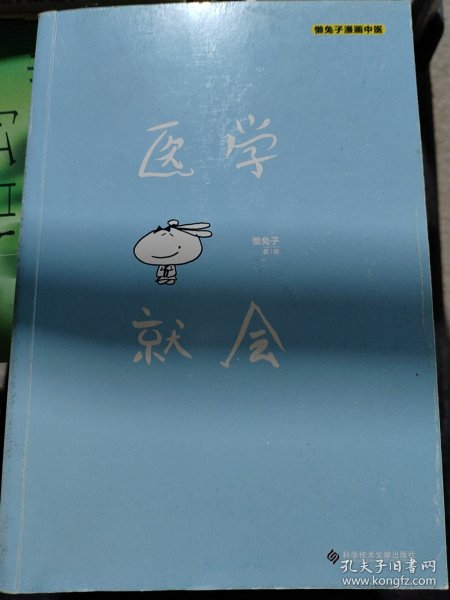 懒兔子漫画中医
医学
懒兔子
著/绘
就会
科学技术文献出版社
孔夫子旧书网
www.kongfz.com